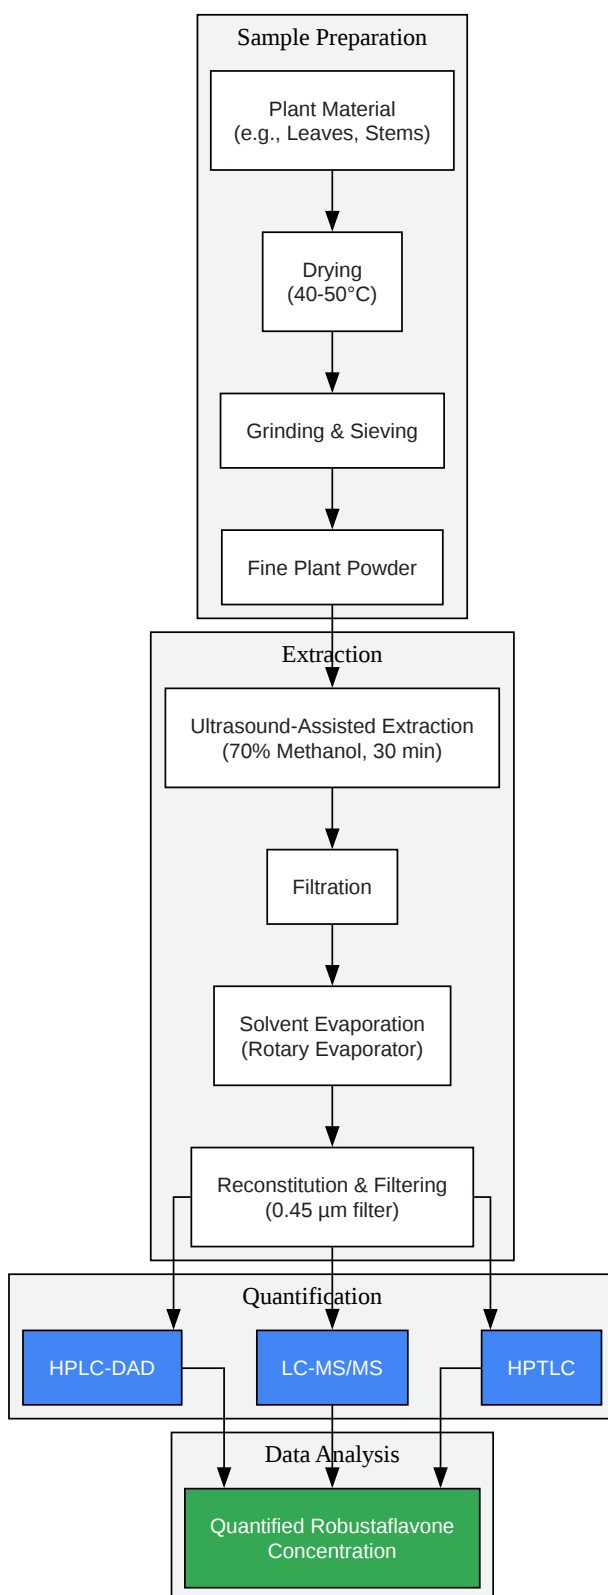 Sample Preparation
Plant Material
(e.g., Leaves, Stems)
Drying
(40-50°C)
Grinding & Sieving
Fine Plant Powder
Extraction
Ultrasound-Assisted Extraction
(70% Methanol, 30 min)
Filtration
Solvent Evaporation
(Rotary Evaporator)
Reconstitution & Filtering
(0.45 µm filter)
Quantification
HPLC-DAD
LC-MS/MS
HPTLC
Data Analysis
Quantified Robustaflavone
Concentration